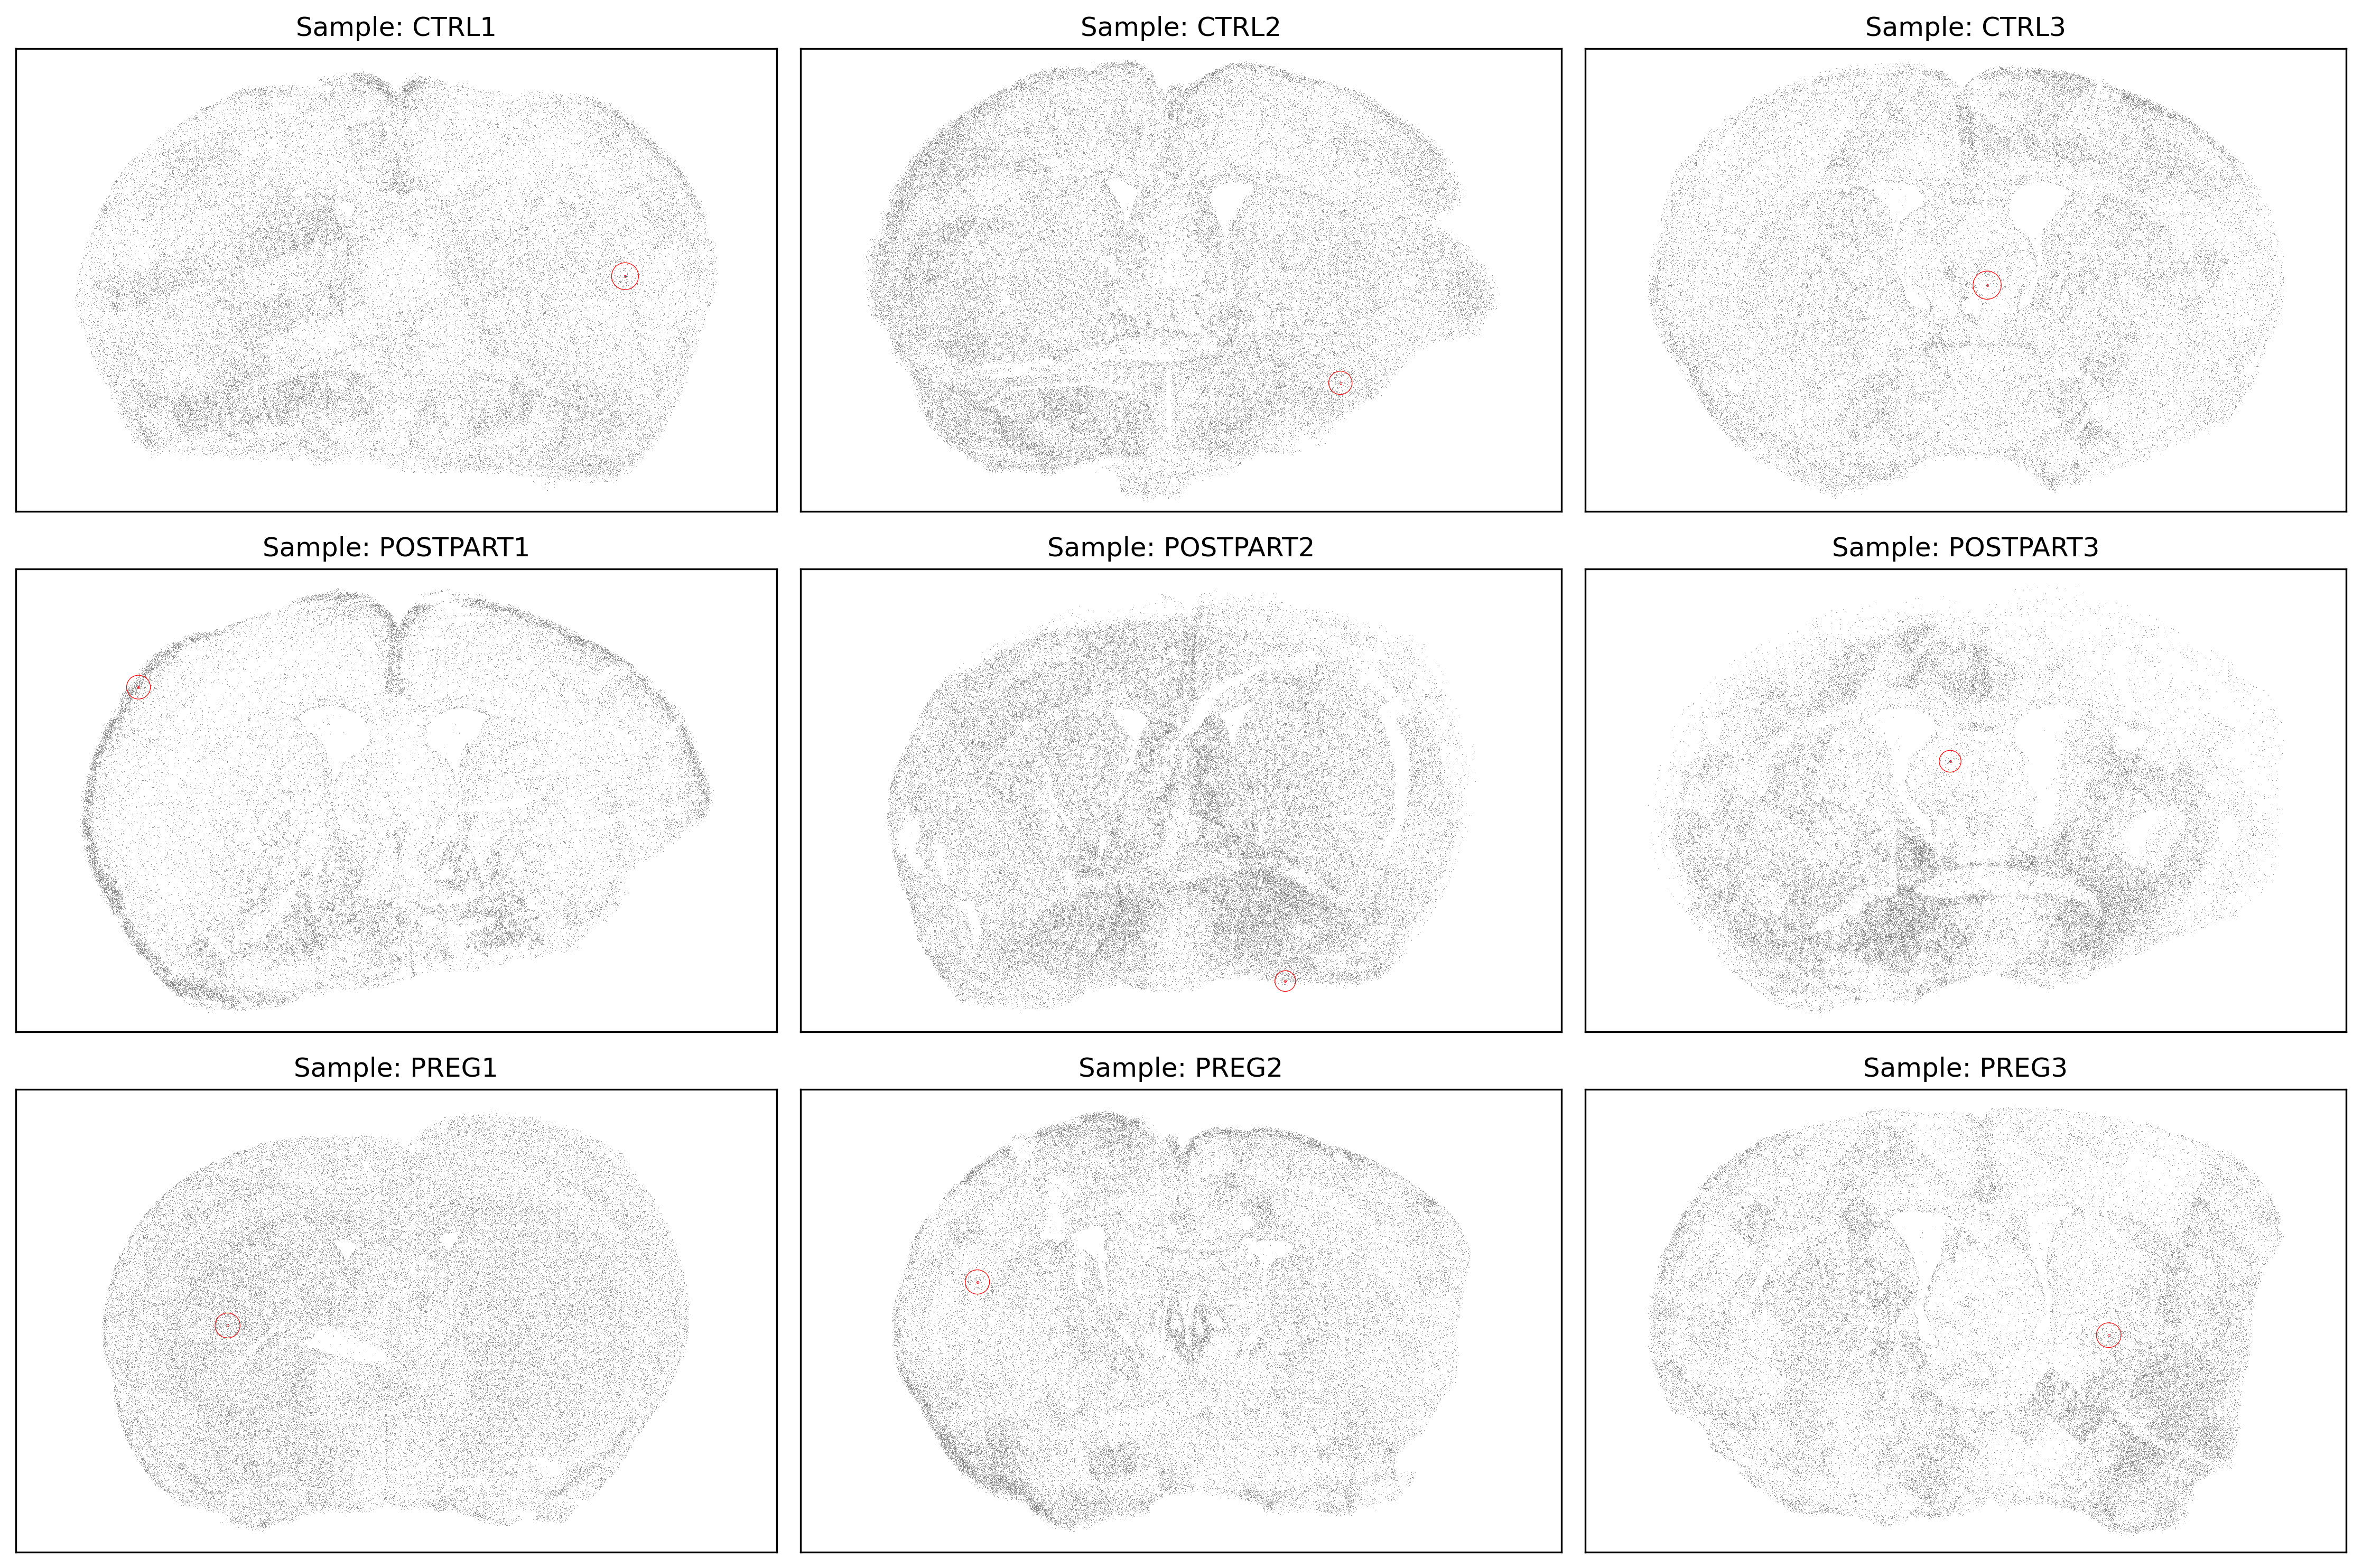 Sample: CTRL1
Sample: CTRL2
Sample: CTRL3
Sample: POSTPART1
Sample: POSTPART2
Sample: POSTPART3
Sample: PREG1
Sample: PREG2
Sample: PREG3